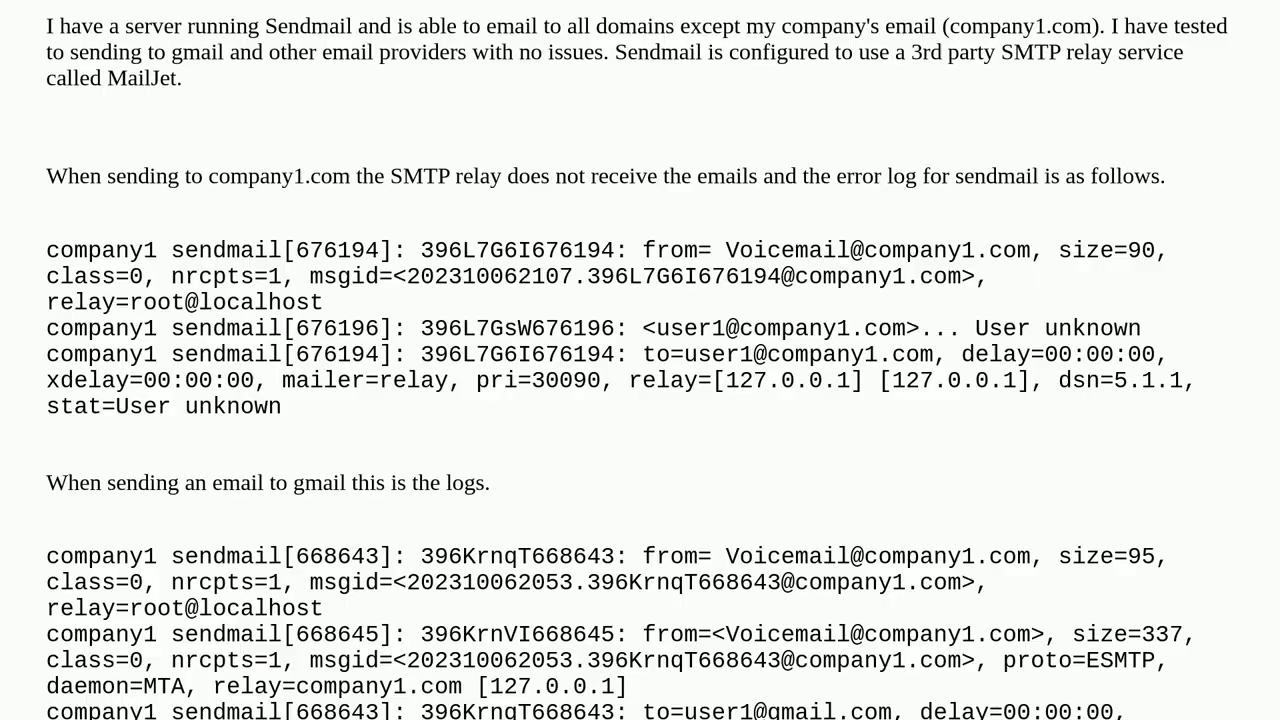 I have a server running Sendmail and is able to email to all domains except my company's email (company1.com). I have tested
to sending to gmail and other email providers with no issues. Sendmail is configured to use a 3rd party SMTP relay service
called MailJet.
When sending to company1.com the SMTP relay does not receive the emails and the error log for sendmail is as follows.
company1 sendmail[676194]: 396L7G6I676194: from= Voicemail@company1.com, size=90,
class=0, nrcpts=1, msgid=<202310062107.396L7G6I676194@company1.com>,
relay=root@localhost
company1 sendmail[676196]: 396L7GsW676196: <user1@company1.com>... User unknown
company1 sendmail[676194]: 396L7G6I676194: to=user1@company1.com, delay=00:00:00,
xdelay=00:00:00, mailer=relay, pri=30090, relay=[127.0.0.1] [127.0.0.1], dsn=5.1.1,
stat=User unknown
When sending an email to gmail this is the logs.
company1 sendmail[668643]: 396KrnqT668643: from= Voicemail@company1.com, size=95,
class=0, nrcpts=1, msgid=<202310062053.396KrnqT668643@company1.com>,
relay=root@localhost
company1 sendmail[668645]: 396KrnVI668645: from=<Voicemail@company1.com>, size=337,
class=0, nrcpts=1, msgid=<202310062053.396KrnqT668643@company1.com>, proto=ESMTP,
daemon=MTA, relay=company1.com [127.0.0.1]
company1 sendmail[668643]: 396KrnqT668643: to=user1@gmail.com, delay=00:00:00,